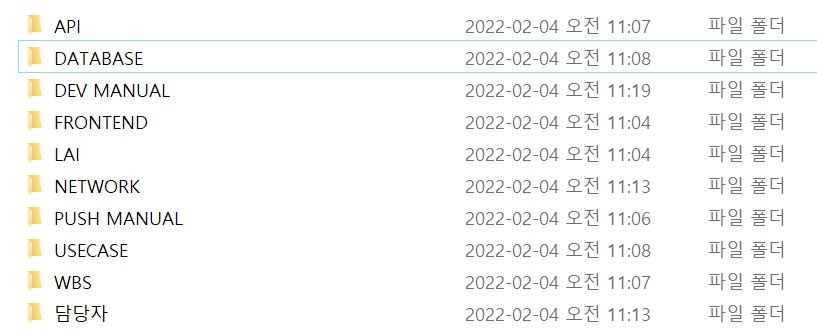 API 2022-02-04 오전 11:07 파일 폴더
DATABASE 2022-02-04 오전 11:08 파일 폴더
DEV MANUAL 2022-02-04 오전 11:19 파일 폴더
FRONTEND 2022-02-04 오전 11:04 파일 폴더
LAI 2022-02-04 오전 11:04 파일 폴더
NETWORK 2022-02-04 오전 11:13 파일 폴더
PUSH MANUAL 2022-02-04 오전 11:06 파일 폴더
USECASE 2022-02-04 오전 11:08 파일 폴더
WBS 2022-02-04 오전 11:07 파일 폴더
담당자 2022-02-04 오전 11:13 파일 폴더